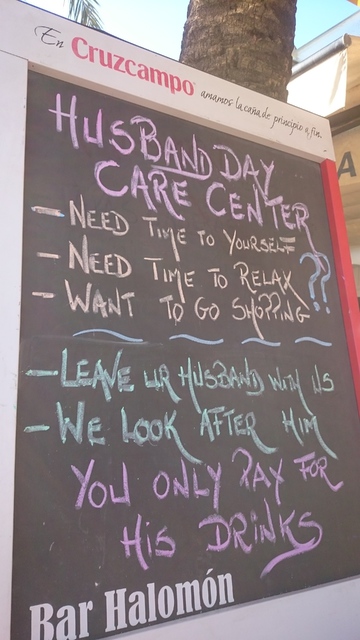 En Cruzcampo amamos la caña de principio a fin.
HUSBAND DAY
CARE CENTER
- NEED TIME TO YOURSELF
- NEED TIME TO RELAX ??
- WANT TO GO SHOPPING
- LEAVE UR HUSBAND WITH US
- WE LOOK AFTER HIM
YOU ONLY PAY FOR
HIS DRINKS
Bar Halomón
A